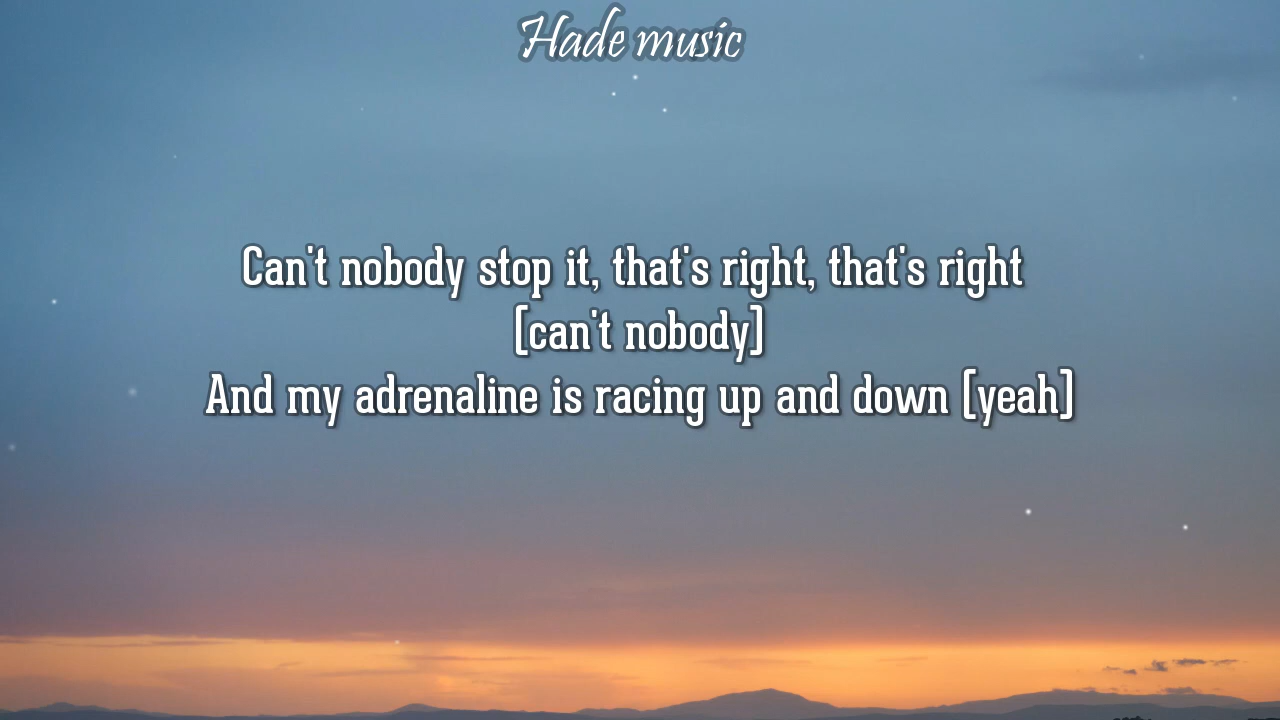 Hade music
Can't nobody stop it, that's right, that's right
(can't nobody)
And my adrenaline is racing up and down (yeah)